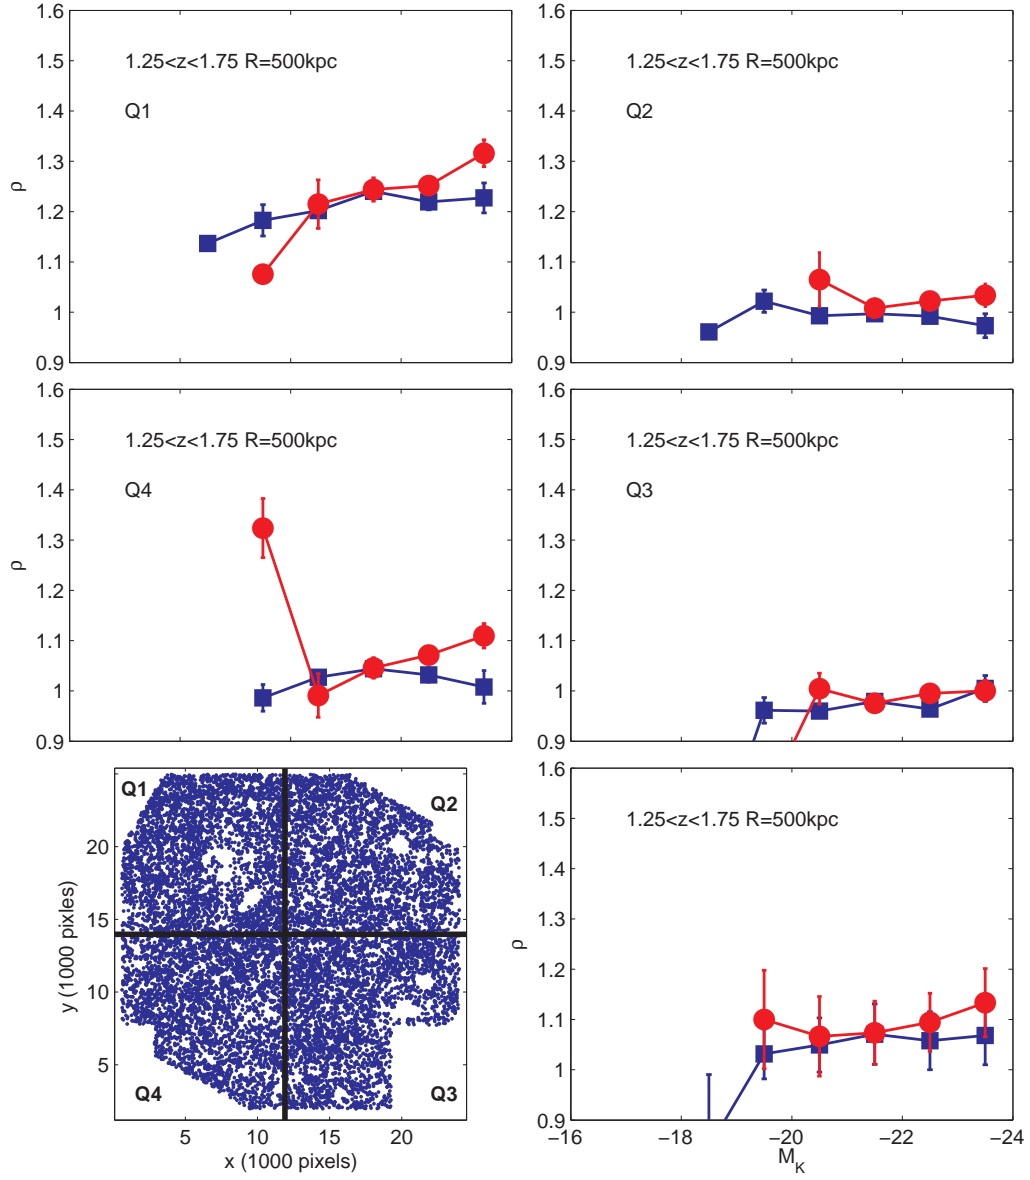 1.6
1.5
1.4
1.3
1.2
1.1
1
0.9
ρ
1.25<z<1.75 R=500kpc
Q1
1.6
1.5
1.4
1.3
1.2
1.1
1
0.9
1.25<z<1.75 R=500kpc
Q2
1.6
1.5
1.4
1.3
1.2
1.1
1
0.9
ρ
1.25<z<1.75 R=500kpc
Q4
1.6
1.5
1.4
1.3
1.2
1.1
1
0.9
1.25<z<1.75 R=500kpc
Q3
Q1
Q2
Q4
Q3
20
15
10
5
y (1000 pixles)
5
10
15
20
x (1000 pixels)
1.6
1.5
1.4
1.3
1.2
1.1
1
0.9
ρ
1.25<z<1.75 R=500kpc
−16
−18
−20
−22
−24
M_K